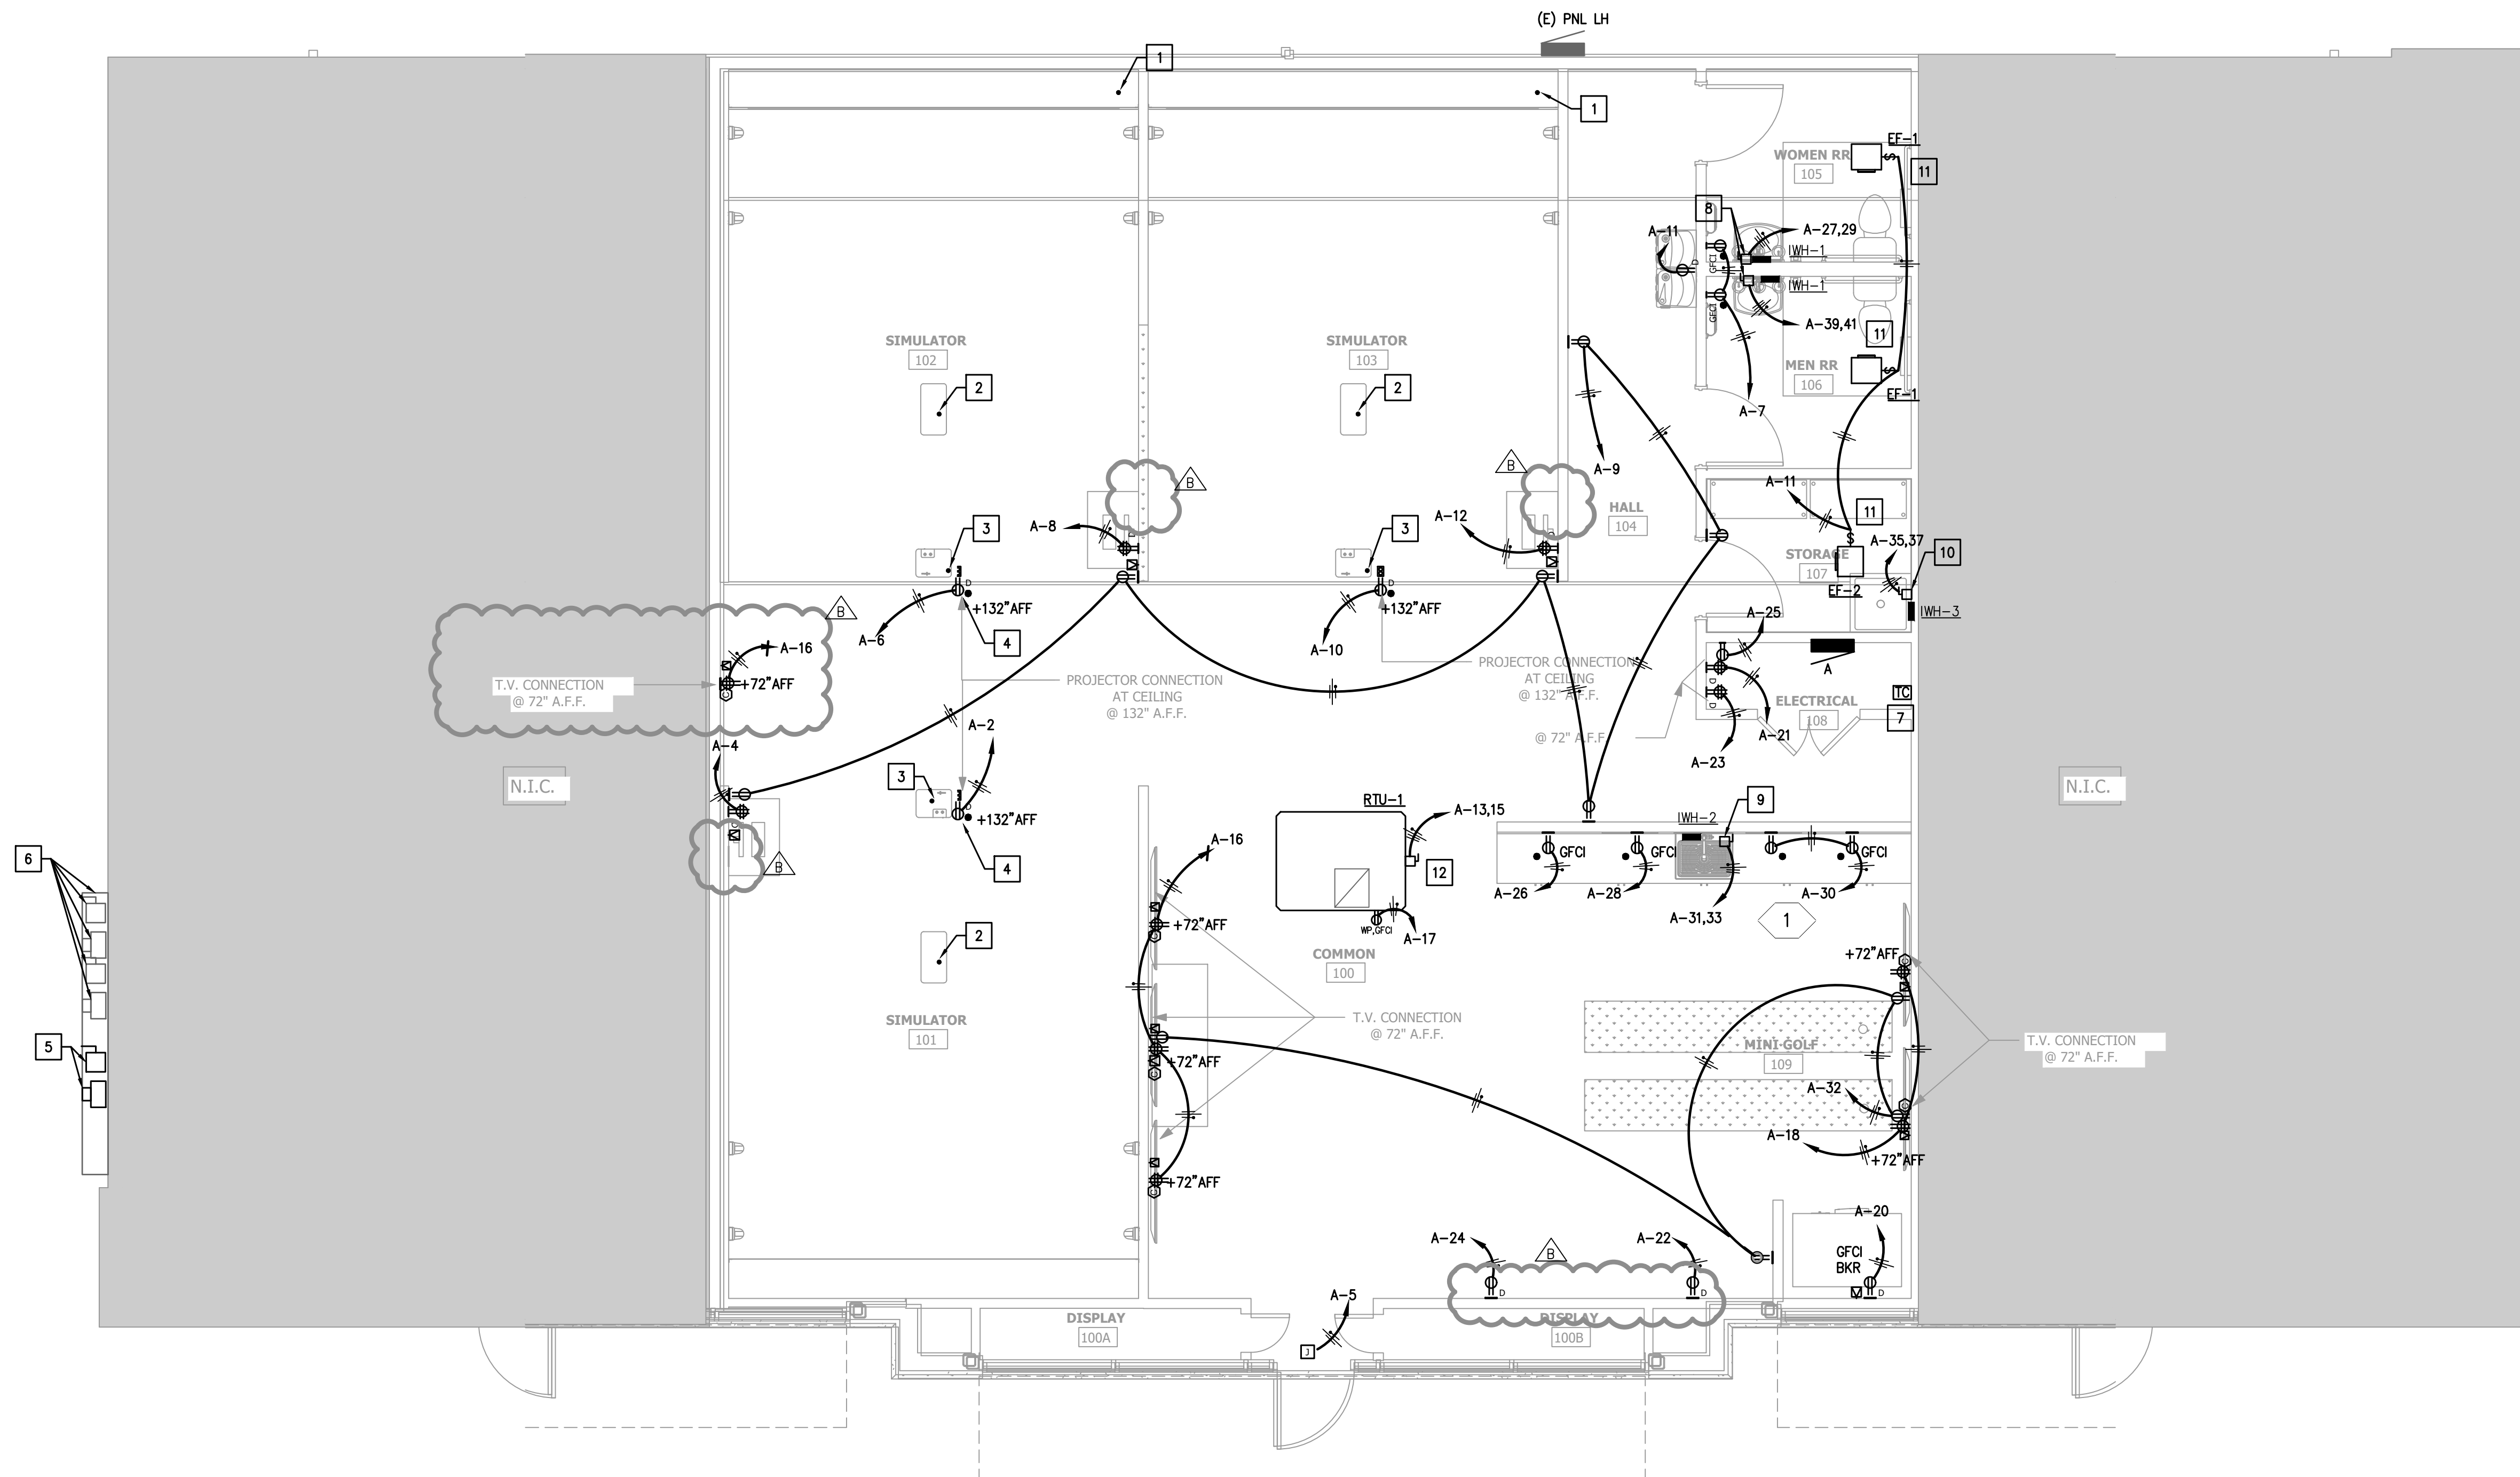 (E) PNL LH
1
1
EF-1
WOMEN RR
105
11
8
A-11
A-27,29
IWH-1
GFCI
D
IWH-1
GFCI
A-39,41
11
SIMULATOR
102
SIMULATOR
103
MEN RR
106
2
2
EF-1
A-7
B
B
A-9
A-11
HALL
104
11
3
A-8
D
3
A-12
D
S
A-35,37
10
STORAGE
107
D
+132"AFF
D
+132"AFF
EF-2
IWH-3
B
A-6
4
A-10
A-25
A-16
T.V. CONNECTION
@ 72" A.F.F.
+72"AFF
C
PROJECTOR CONNECTION
AT CEILING
@ 132" A.F.F.
PROJECTOR CONNECTION
AT CEILING
@ 132" A.F.F.
A
D
D
TC
ELECTRICAL
108
7
A-4
A-2
@ 72" A.F.F.
A-21
A-23
N.I.C.
3
D
+132"AFF
RTU-1
A-13,15
9
IWH-2
N.I.C.
B
4
6
A-16
12
GFCI
GFCI
GFCI
A-26
A-28
A-31,33
A-30
1
2
+72"AFF
WP,GFCI
A-17
COMMON
100
+72"AFF
SIMULATOR
101
T.V. CONNECTION
@ 72" A.F.F.
5
+72"AFF
MINI GOLF
109
T.V. CONNECTION
@ 72" A.F.F.
A-32
A-18
+72"AFF
+72"AFF
A-20
A-24
B
A-22
GFCI
BKR
D
D
D
A-5
DISPLAY
100A
DISPLAY
100B
J